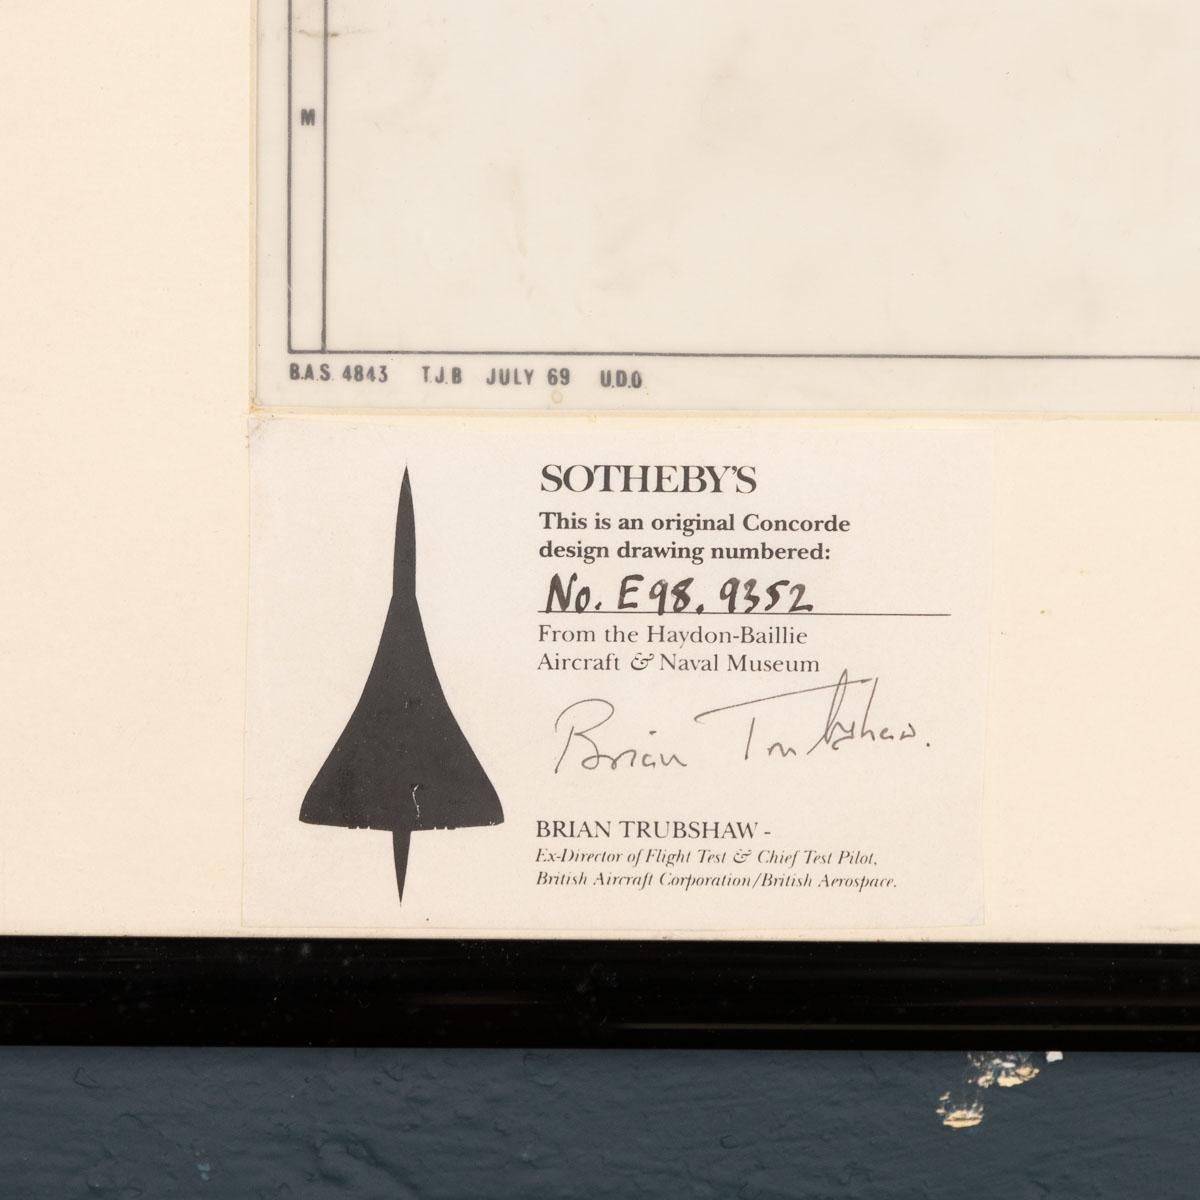 M
B.A.S. 4843 T.J.B JULY 69 U.D.O
SOTHEBY'S
This is an original Concorde
design drawing numbered:
No. E98. 9352
From the Haydon-Baillie
Aircraft & Naval Museum
Brian Trubshaw.
BRIAN TRUBSHAW -
Ex-Director of Flight Test & Chief Test Pilot,
British Aircraft Corporation/British Aerospace.